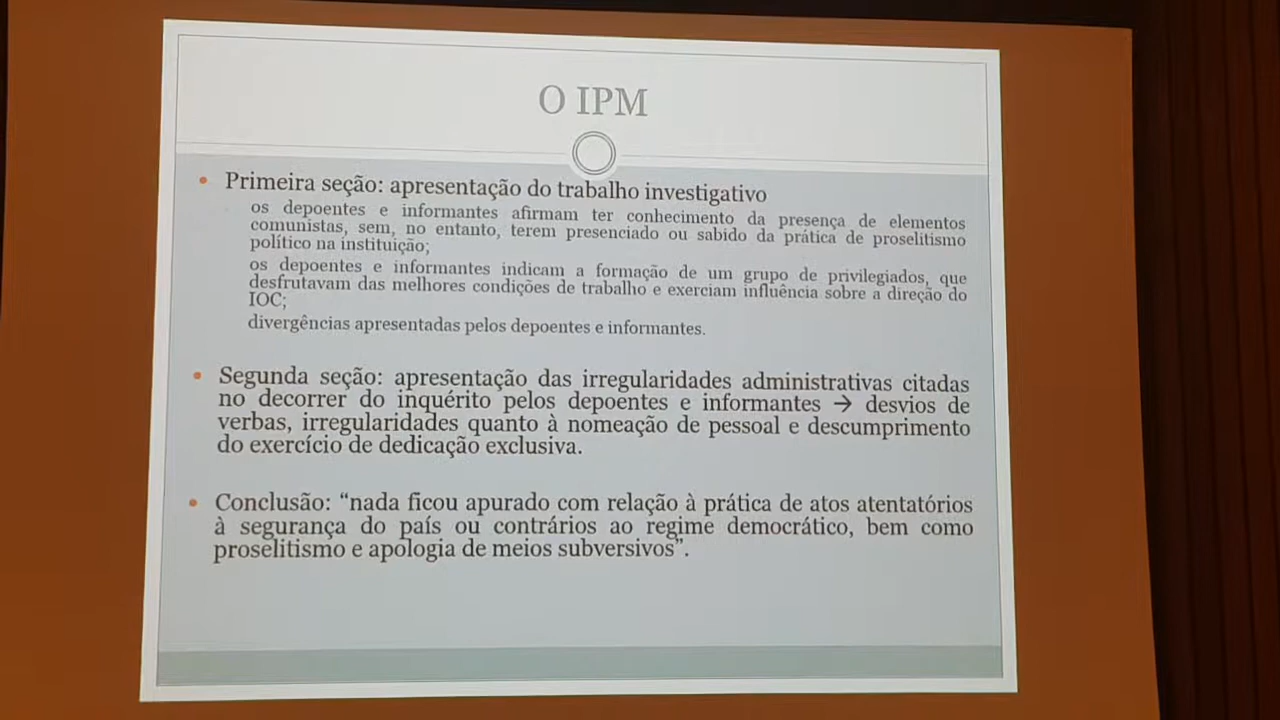 O IPM
• Primeira seção: apresentação do trabalho investigativo
os depoentes e informantes afirmam ter conhecimento da presença de elementos
comunistas, sem, no entanto, terem presenciado ou sabido da prática de proselitismo
político na instituição;
os depoentes e informantes indicam a formação de um grupo de privilegiados, que
desfrutavam das melhores condições de trabalho e exerciam influência sobre a direção do
IOC;
divergências apresentadas pelos depoentes e informantes.
• Segunda seção: apresentação das irregularidades administrativas citadas
no decorrer do inquérito pelos depoentes e informantes → desvios de
verbas, irregularidades quanto à nomeação de pessoal e descumprimento
do exercício de dedicação exclusiva.
• Conclusão: “nada ficou apurado com relação à prática de atos atentatórios
à segurança do país ou contrários ao regime democrático, bem como
proselitismo e apologia de meios subversivos”.